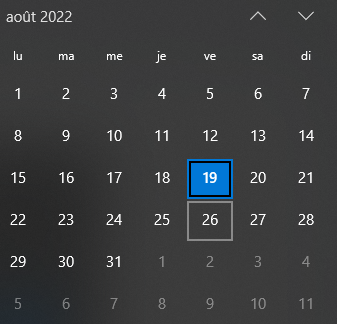 août 2022
lu ma me je ve sa di
1 2 3 4 5 6 7
8 9 10 11 12 13 14
15 16 17 18 19 20 21
22 23 24 25 26 27 28
29 30 31 1 2 3 4
5 6 7 8 9 10 11